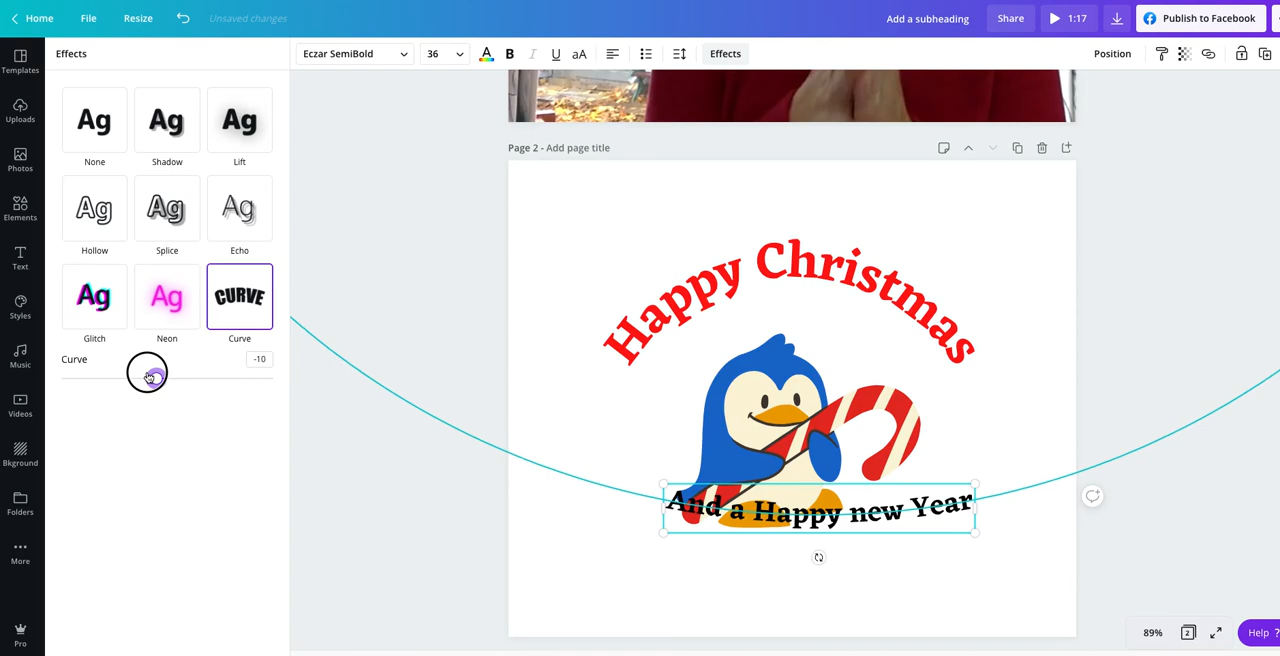 Home File Resize Unsaved changes Add a subheading Share 1:17 Publish to Facebook
Effects Eczar SemiBold 36 A B I U aA Effects Position
Templates
Uploads
Photos
Elements
Text
Styles
Music
Videos
Bkground
Folders
More
Pro
Ag Ag Ag
None Shadow Lift
Ag Ag Ag
Hollow Splice Echo
Ag Ag CURVE
Glitch Neon Curve
Curve -10
Page 2 - Add page title
Happy Christmas
And a Happy new Year
89% 2 Help ?